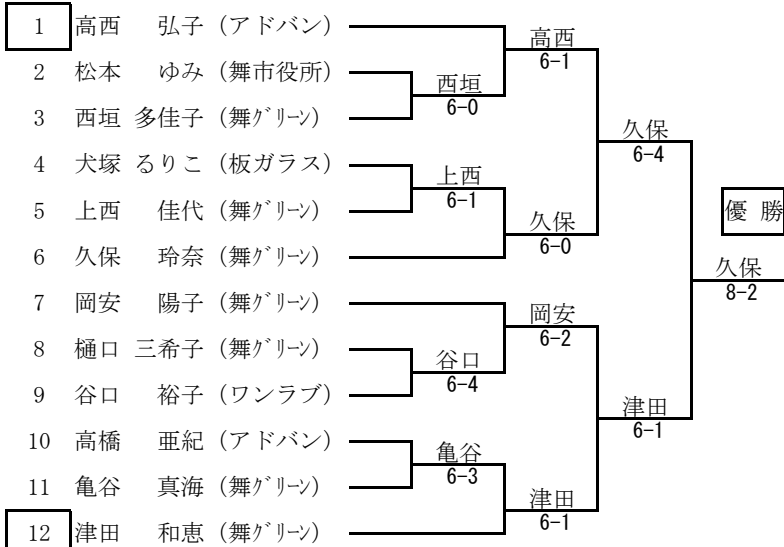 1 高西 弘子 (アドバン)
2 松本 ゆみ (舞市役所)
3 西垣 多佳子 (舞ｸﾞﾘｰﾝ)
4 犬塚 るりこ (板ガラス)
5 上西 佳代 (舞ｸﾞﾘｰﾝ)
6 久保 玲奈 (舞ｸﾞﾘｰﾝ)
7 岡安 陽子 (舞ｸﾞﾘｰﾝ)
8 樋口 三希子 (舞ｸﾞﾘｰﾝ)
9 谷口 裕子 (ワンラブ)
10 高橋 亜紀 (アドバン)
11 亀谷 真海 (舞ｸﾞﾘｰﾝ)
12 津田 和恵 (舞ｸﾞﾘｰﾝ)
西垣
6-0
上西
6-1
谷口
6-4
亀谷
6-3
高西
6-1
久保
6-0
岡安
6-2
津田
6-1
久保
6-4
津田
6-1
優 勝
久保
8-2